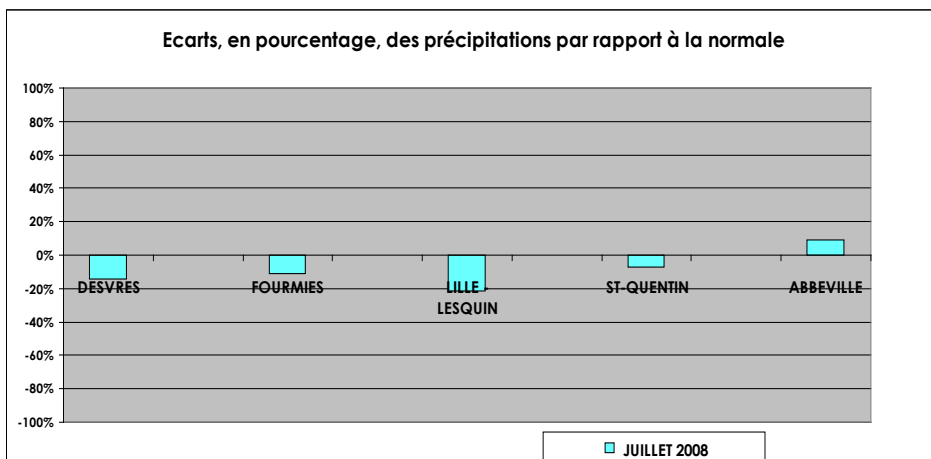 Ecarts, en pourcentage, des précipitations par rapport à la normale
100%
80%
60%
40%
20%
0%
-20%
-40%
-60%
-80%
-100%
DESVRES
FOURMIES
LILLE -
LESQUIN
ST-QUENTIN
ABBEVILLE
JUILLET 2008